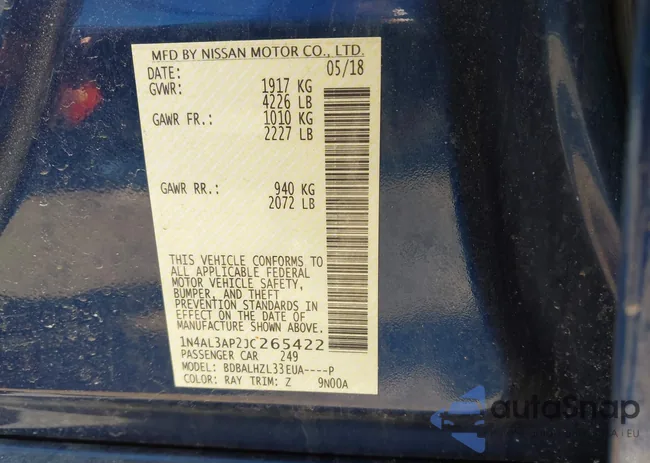 MFD BY NISSAN MOTOR CO., LTD.
DATE: 05/18
GVWR: 1917 KG
4226 LB
GAWR FR.: 1010 KG
2227 LB
GAWR RR.: 940 KG
2072 LB
THIS VEHICLE CONFORMS TO
ALL APPLICABLE FEDERAL
MOTOR VEHICLE SAFETY,
BUMPER, AND THEFT
PREVENTION STANDARDS IN
EFFECT ON THE DATE OF
MANUFACTURE SHOWN ABOVE.
1N4AL3AP2JC265422
PASSENGER CAR 249
MODEL: BDBALHZL33EUA----P
COLOR: RAY TRIM: Z 9N00A
autoSnap
EU